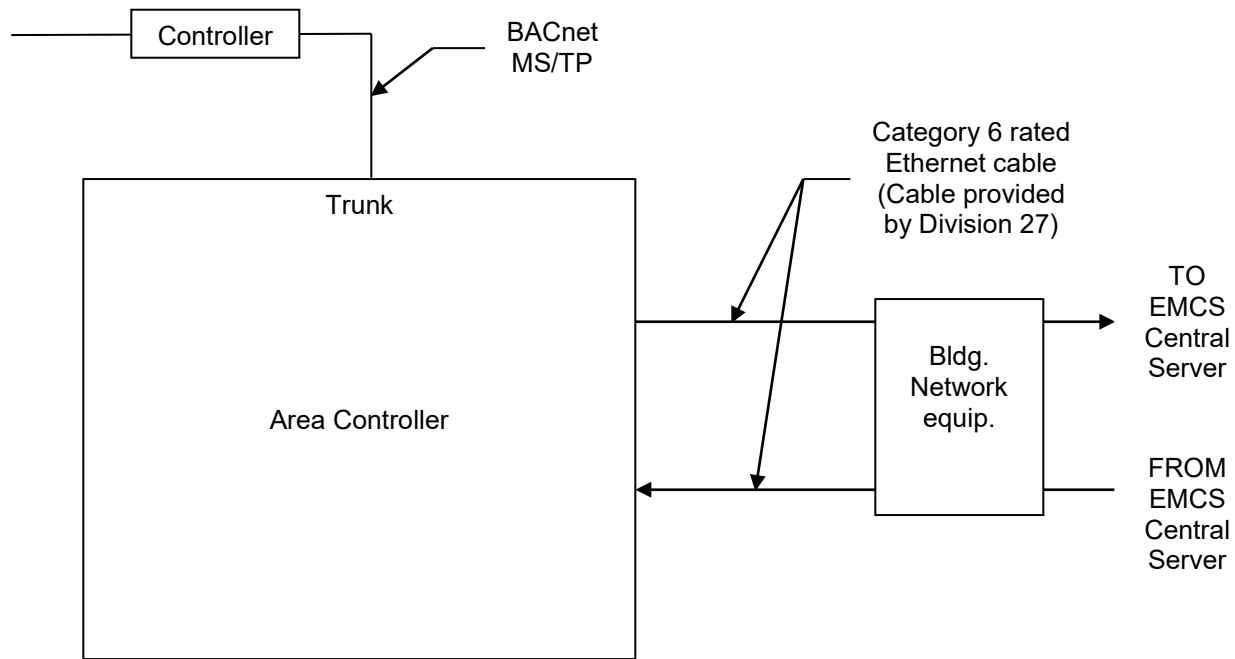 Controller
BACnet
MS/TP
Category 6 rated
Ethernet cable
(Cable provided
by Division 27)
Trunk
TO
EMCS
Central
Server
Bldg.
Network
equip.
Area Controller
FROM
EMCS
Central
Server